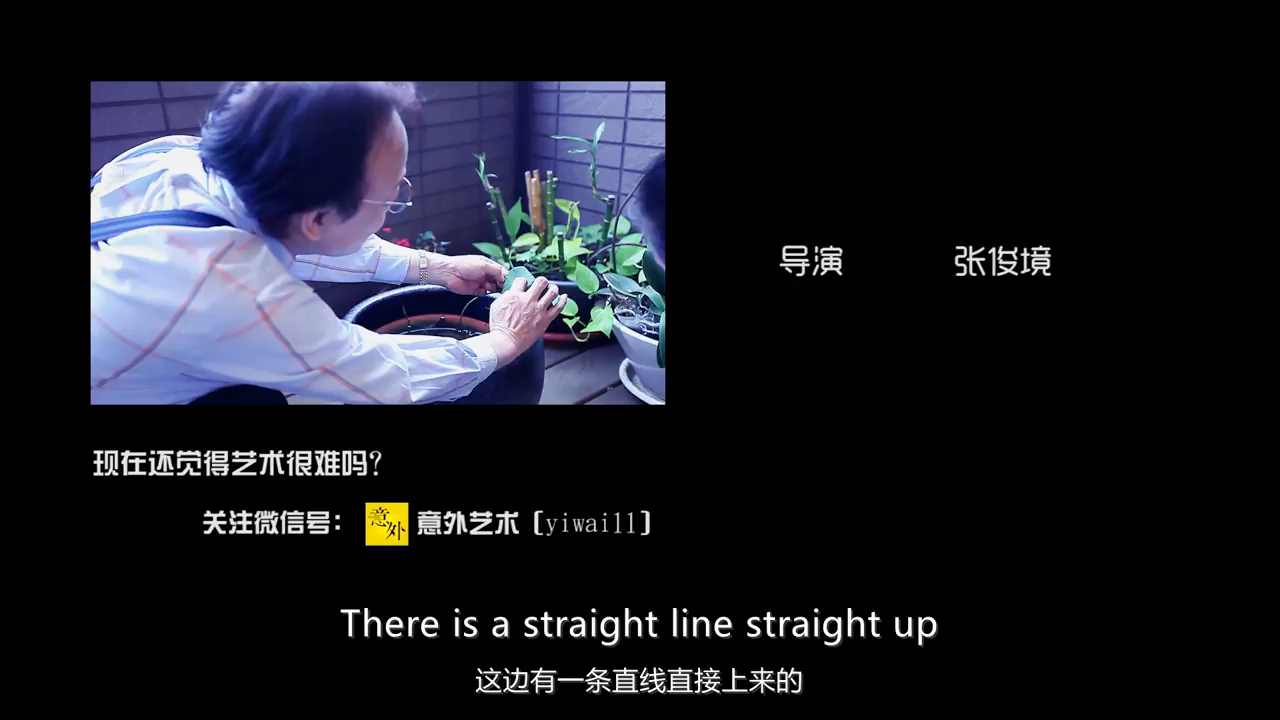 导演 张俊境
现在还觉得艺术很难吗?
关注微信号: 意外 意外艺术 [yiwai11]
There is a straight line straight up
这边有一条直线直接上来的